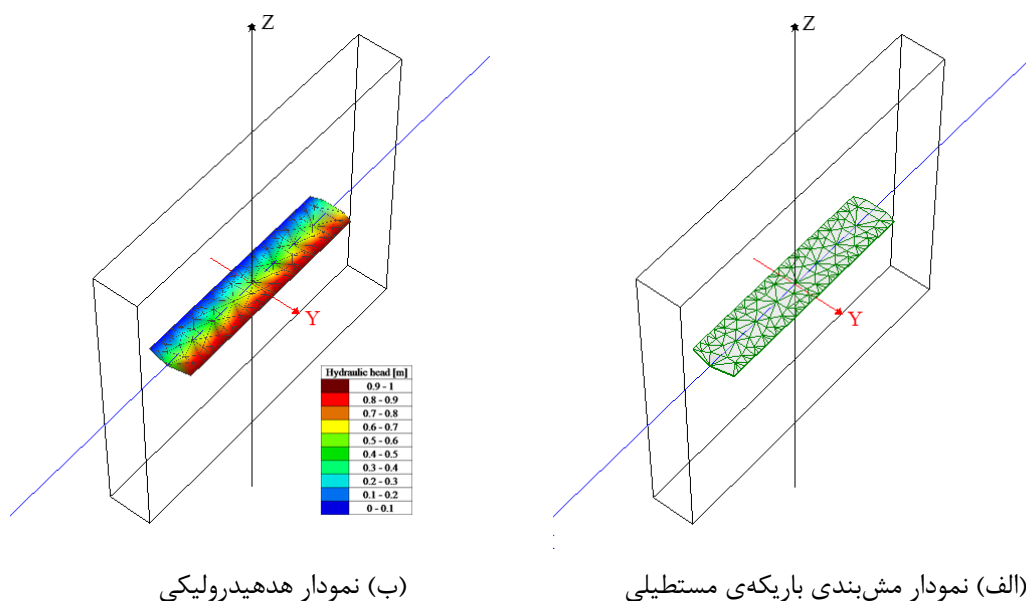 Z
Y
Hydraulic head [m]
0.9 - 1
0.8 - 0.9
0.7 - 0.8
0.6 - 0.7
0.5 - 0.6
0.4 - 0.5
0.3 - 0.4
0.2 - 0.3
0.1 - 0.2
0 - 0.1
Z
Y
(الف) نمودار مش‌بندی باریکه‌ی مستطیلی
(ب) نمودار هدهیدرولیکی